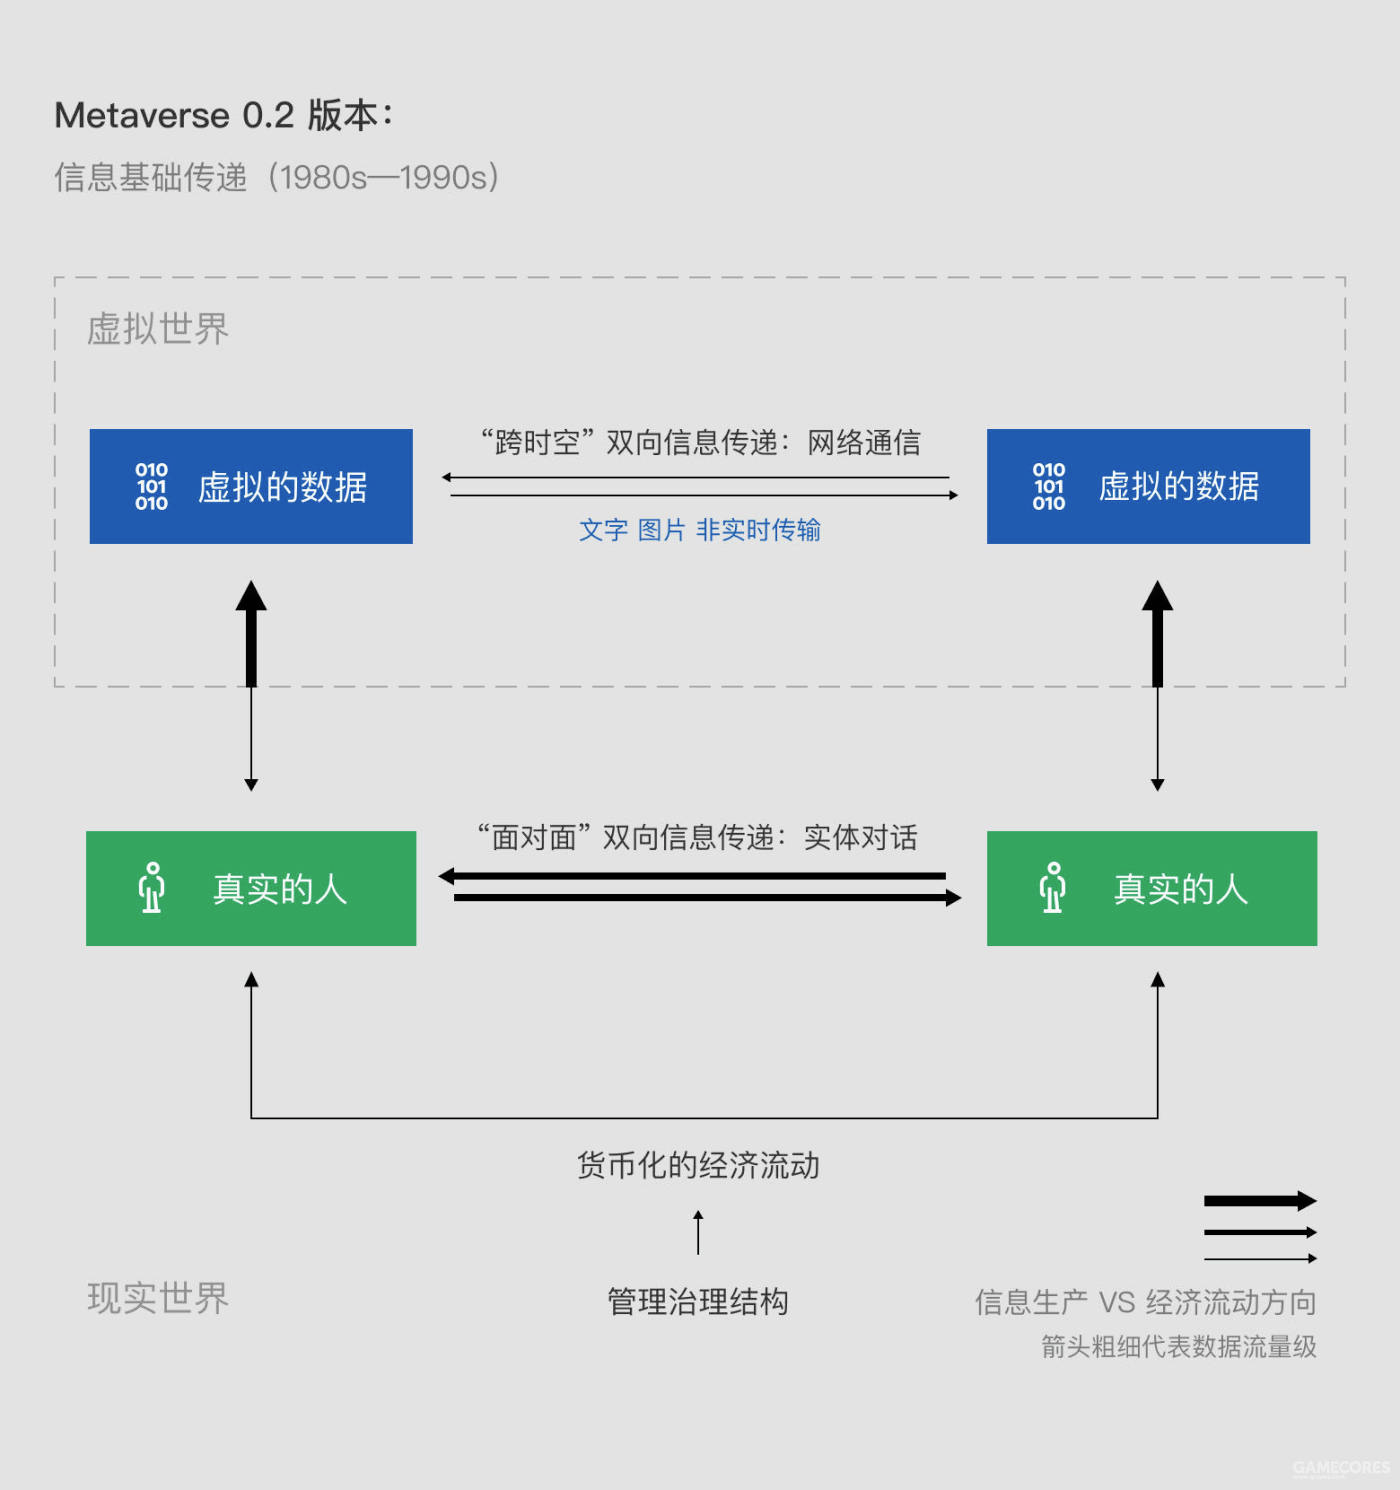 Metaverse 0.2 版本：
信息基础传递（1980s—1990s）
虚拟世界
“跨时空” 双向信息传递：网络通信
010
101
010
虚拟的数据
010
101
010
虚拟的数据
文字 图片 非实时传输
“面对面” 双向信息传递：实体对话
真实的人
真实的人
货币化的经济流动
管理治理结构
现实世界
信息生产 VS 经济流动方向
箭头粗细代表数据流量级
GAMECORES